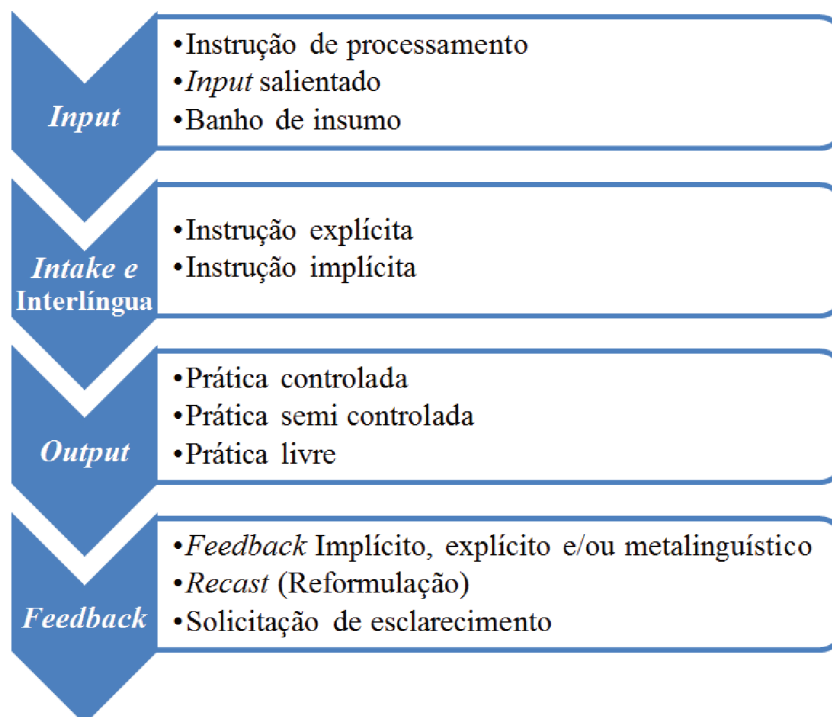 Input
•Instrução de processamento
•Input salientado
•Banho de insumo
Intake e
Interlíngua
•Instrução explícita
•Instrução implícita
Output
•Prática controlada
•Prática semi controlada
•Prática livre
Feedback
•Feedback Implícito, explícito e/ou metalinguístico
•Recast (Reformulação)
•Solicitação de esclarecimento